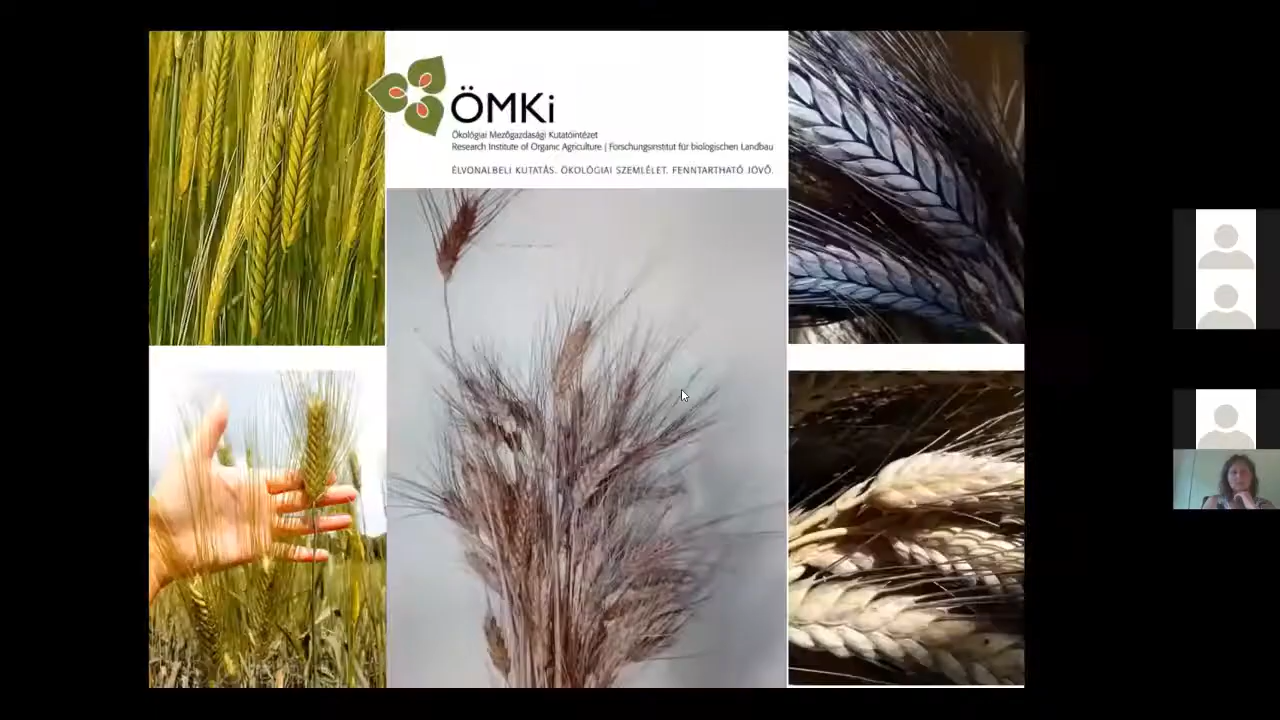 ÖMKi
Ökológiai Mezőgazdasági Kutatóintézet
Research Institute of Organic Agriculture | Forschungsinstitut für biologischen Landbau
ÉLVONALBELI KUTATÁS. ÖKOLÓGIAI SZEMLÉLET. FENNTARTHATÓ JÖVŐ.